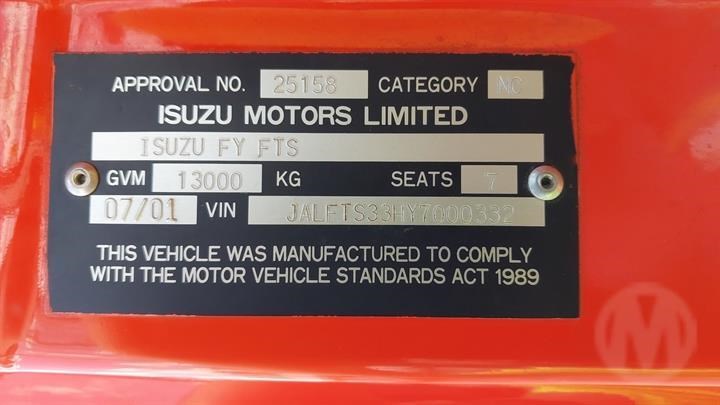 APPROVAL NO. 25158 CATEGORY NC
ISUZU MOTORS LIMITED
ISUZU FY FTS
GVM 13000 KG SEATS 7
07/01 VIN JALFTS33HY7000332
THIS VEHICLE WAS MANUFACTURED TO COMPLY
WITH THE MOTOR VEHICLE STANDARDS ACT 1989
M